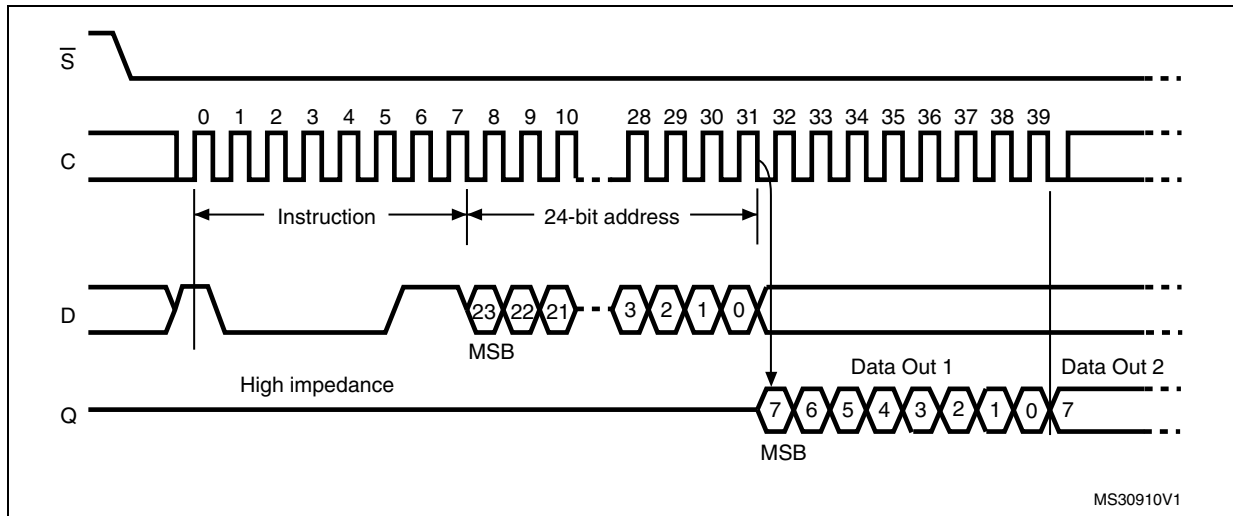 S̅
0 1 2 3 4 5 6 7 8 9 10 28 29 30 31 32 33 34 35 36 37 38 39
C
Instruction 24-bit address
D
23 22 21 3 2 1 0
MSB
Data Out 1 Data Out 2
High impedance
Q
7 6 5 4 3 2 1 0 7
MSB
MS30910V1